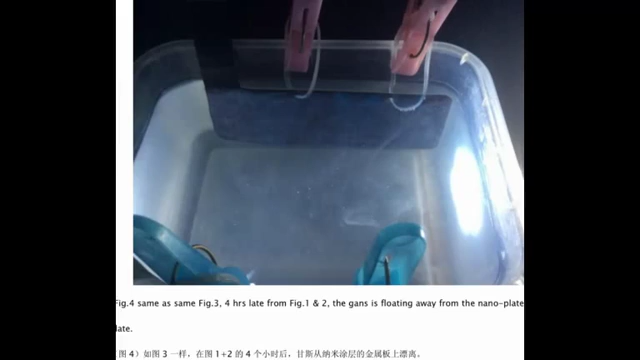 Fig.4 same as same Fig.3, 4 hrs late from Fig.1 & 2, the gans is floating away from the nano-plate
late.
图 4）如图 3 一样，在图 1+2 的 4 个小时后，甘斯从纳米涂层的金属板上漂离。